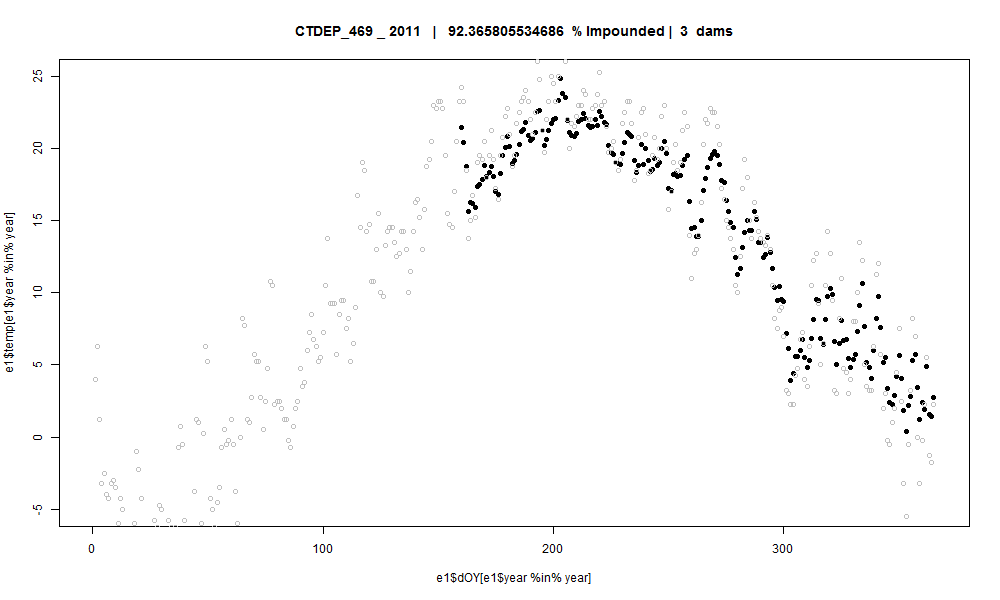 CTDEP_469 _ 2011 | 92.365805534686 % Impounded | 3 dams
e1$temp[e1$year %in% year]
25
20
15
10
5
0
-5
0 100 200 300
e1$dOY[e1$year %in% year]